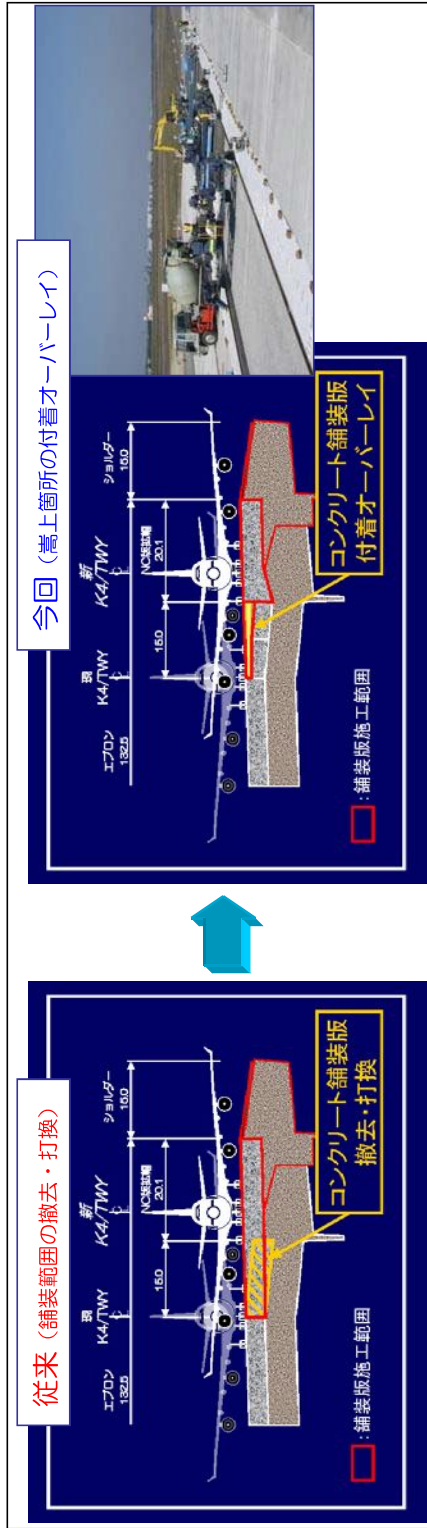 従来（舗装範囲の撤去・打換）
現
K4/TWY
新
K4/TWY
エプロン
132.5
ショルダー
15.0
NC版拡幅
20.1
15.0
コンクリート舗装版
撤去・打換
：舗装版施工範囲
今回（嵩上箇所の付着オーバーレイ）
現
K4/TWY
新
K4/TWY
エプロン
132.5
ショルダー
15.0
NC版拡幅
20.1
15.0
コンクリート舗装版
付着オーバーレイ
：舗装版施工範囲